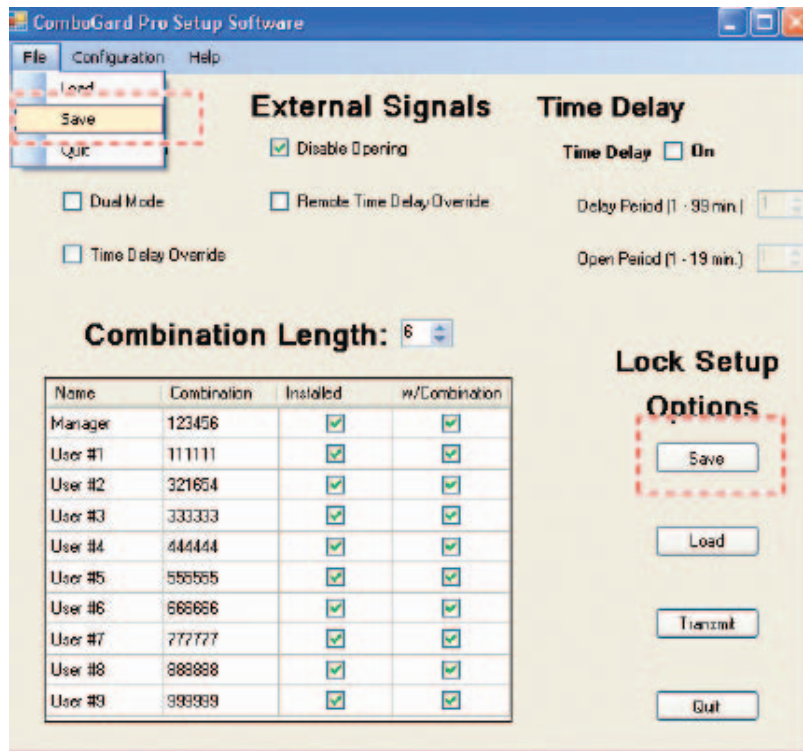 ComboGard Pro Setup Software
File Configuration Help
Load
Save
Quit
External Signals
Time Delay
Disable Opening
Time Delay On
Dual Mode
Remote Time Delay Override
Delay Period (1 - 99 min.) 1
Time Delay Override
Open Period (1 - 19 min.) 1
Combination Length: 6
Lock Setup
Options
Name Combination Installed w/Combination
Manager 123456
User #1 111111
User #2 321654
User #3 333333
User #4 444444
User #5 555555
User #6 666666
User #7 777777
User #8 888888
User #9 999999
Save
Load
Transmit
Quit